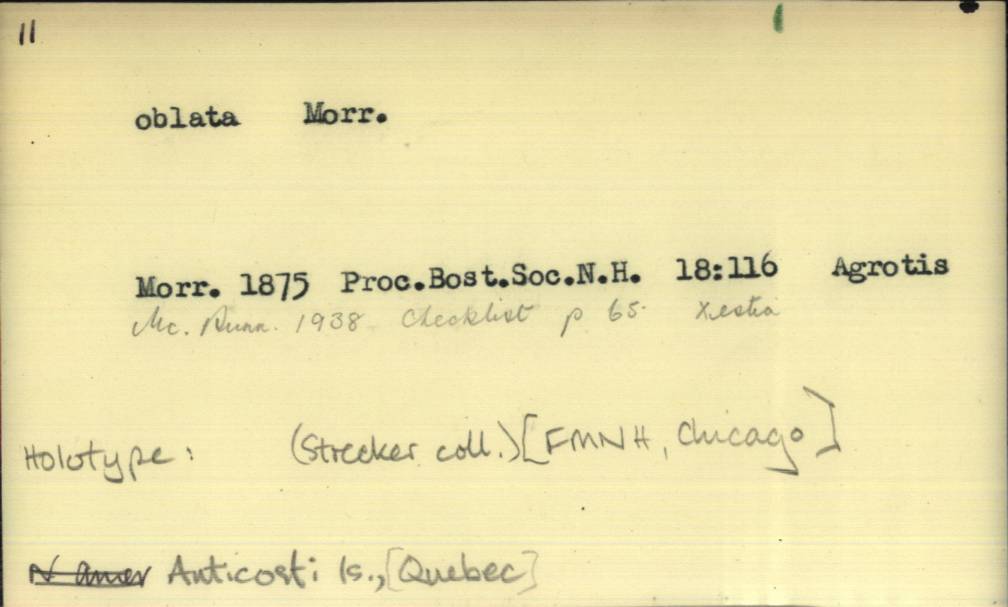 11
oblata Morr.
Morr. 1875 Proc.Bost.Soc.N.H. 18:116 Agrotis
Mc. Dunn. 1938 Checklist p 65. Xestia
Holotype: (Strecker coll.) [FMNH, Chicago]
N Amer Anticosti Is., [Quebec]